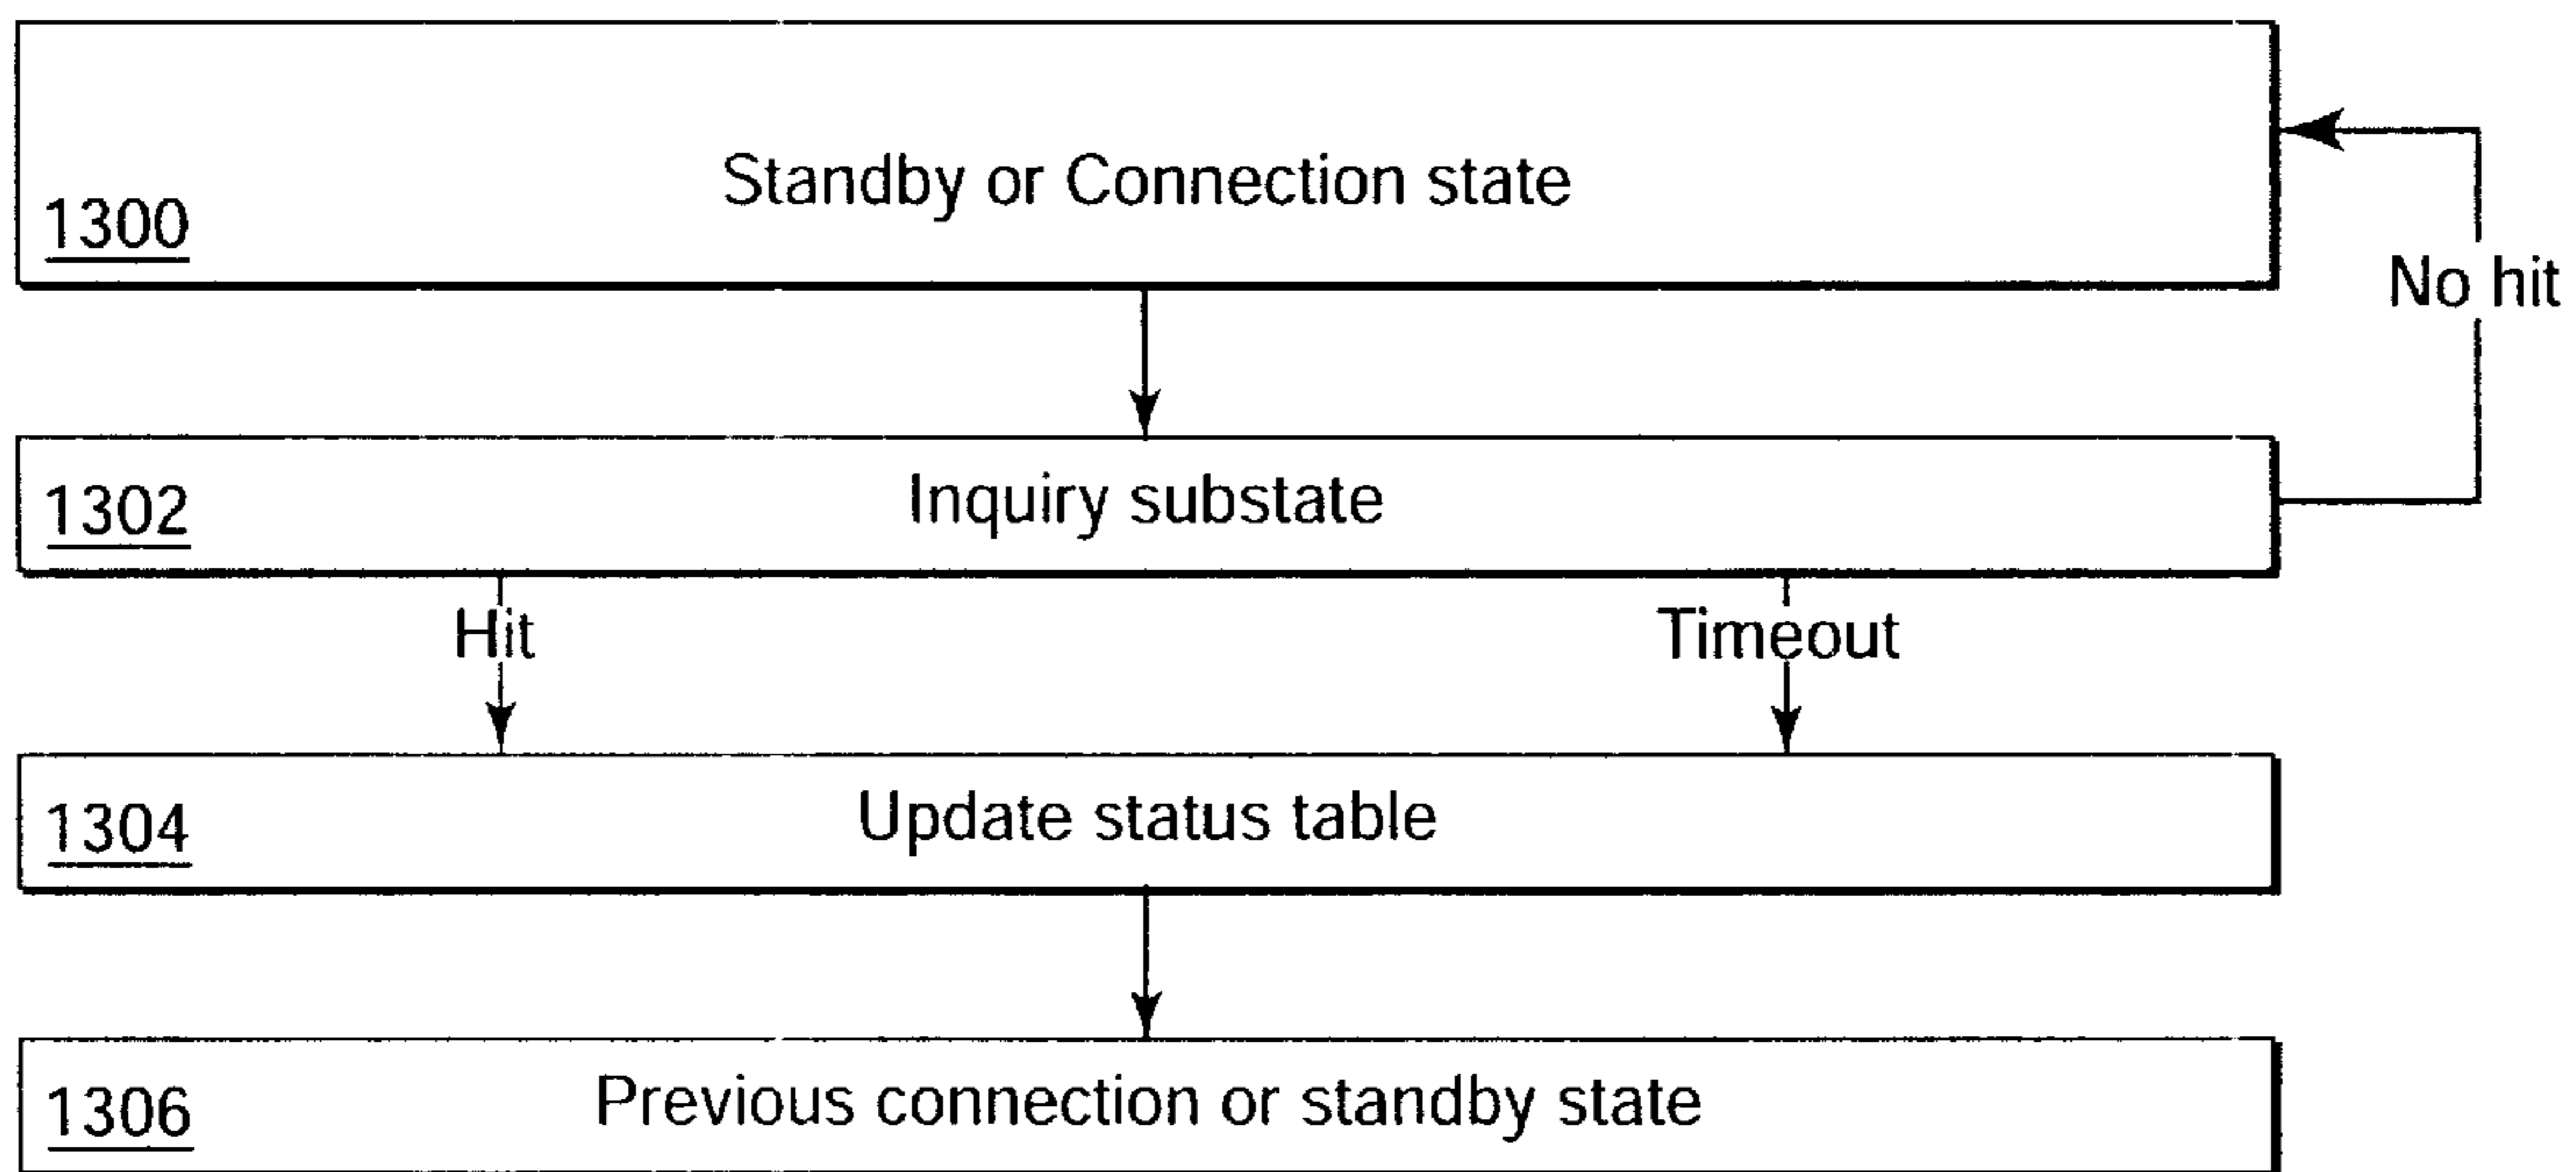 Standby or Connection state
1300
No hit
Inquiry substate
1302
Hit
Timeout
Update status table
1304
Previous connection or standby state
1306